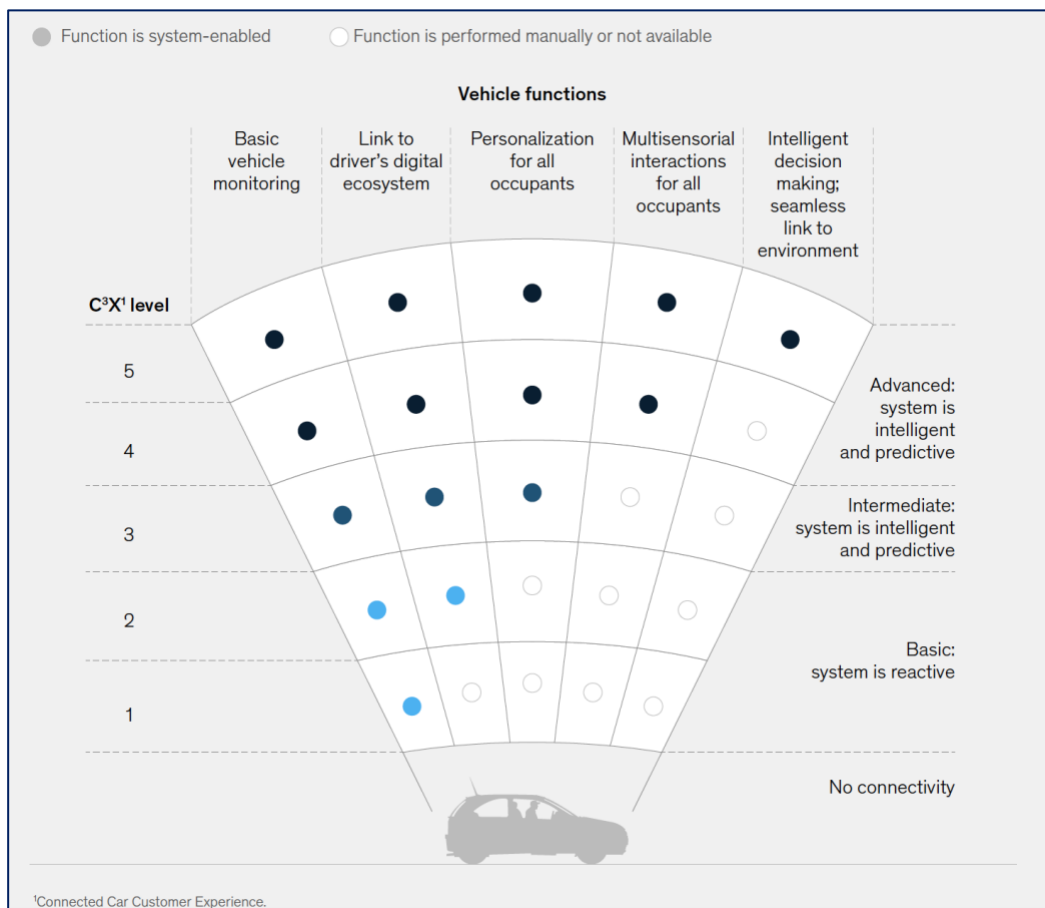 Function is system-enabled
Function is performed manually or not available
Vehicle functions
Basic
vehicle
monitoring
Link to
driver’s digital
ecosystem
Personalization
for all
occupants
Multisensorial
interactions
for all
occupants
Intelligent
decision
making;
seamless
link to
environment
C³X¹ level
5
4
3
2
1
Advanced:
system is
intelligent
and predictive
Intermediate:
system is intelligent
and predictive
Basic:
system is reactive
No connectivity
¹Connected Car Customer Experience.